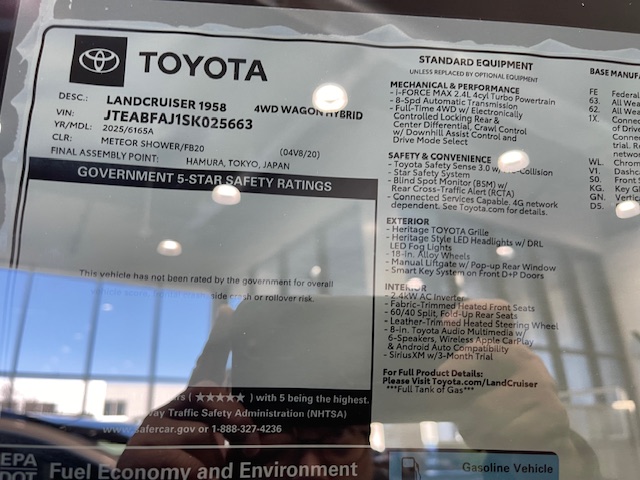 TOYOTA
DESC.: LANDCRUISER 1958 4WD WAGON HYBRID
VIN: JTEABFAJ1SK025663
YR/MDL: 2025/6165A
CLR: METEOR SHOWER/FB20 (04V8/20)
FINAL ASSEMBLY POINT: HAMURA, TOKYO, JAPAN
GOVERNMENT 5-STAR SAFETY RATINGS
This vehicle has not been rated by the government for overall
crash or rollover risk.
(★★★★★) with 5 being the highest.
Traffic Safety Administration (NHTSA)
www.safercar.gov or 1-888-327-4236
EPA
DOT
Fuel Economy and Environment
Gasoline Vehicle
STANDARD EQUIPMENT
UNLESS REPLACED BY OPTIONAL EQUIPMENT
MECHANICAL & PERFORMANCE
- i-FORCE MAX 2.4L 4cyl Turbo Powertrain
- 8-Spd Automatic Transmission
- Full-Time 4WD w/Electronically
Controlled Locking Rear &
Center Differential, Crawl Control
w/ Downhill Assist Control and
Drive Mode Select
SAFETY & CONVENIENCE
- Toyota Safety Sense 3.0 w/ Collision
- Star Safety System
- Blind Spot Monitor (BSM) w/
Rear Cross-Traffic Alert (RCTA)
- Connected Services Capable, 4G network
dependent. See Toyota.com for details.
EXTERIOR
- Heritage TOYOTA Grille
- Heritage Style LED Headlights w/ DRL
LED Fog Lights
- 18-in. Alloy Wheels
- Manual Liftgate w/ Pop-up Rear Window
- Smart Key System on Front D+P Doors
INTERIOR
- 2.4kW AC Inverter
- Fabric-Trimmed Heated Front Seats
- 60/40 Split, Fold-Up Rear Seats
- Leather-Trimmed Heated Steering Wheel
- 8-in. Toyota Audio Multimedia w/
6-Speakers, Wireless Apple CarPlay
& Android Auto Compatibility
- SiriusXM w/3-Month Trial
For Full Product Details:
Please Visit Toyota.com/LandCruiser
***Full Tank of Gas***
BASE MANUFA
FE Federal
63. All Wea
62. All Wea
1X. Connec
of Dri
Connec
trial. Re
netwo
WL. Chrom
V1. Dashc
S0. Front S
KG. Key G
GN. Vertic
D5.